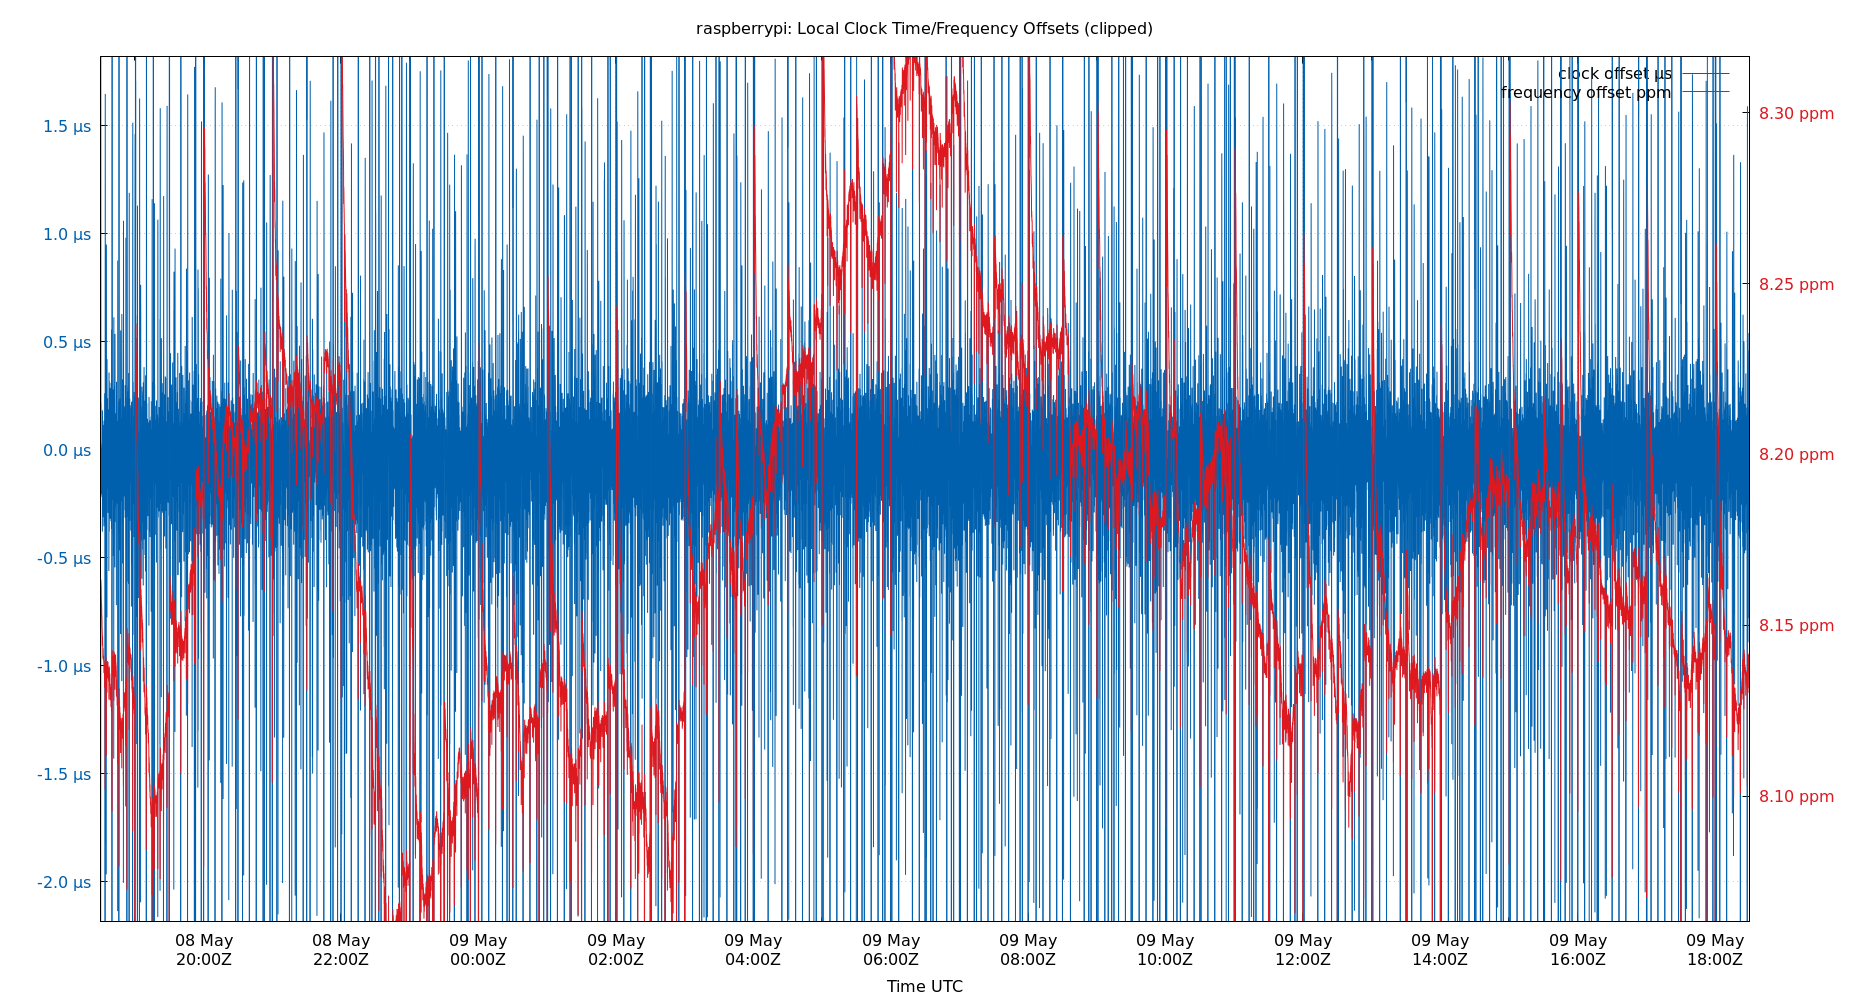 raspberrypi: Local Clock Time/Frequency Offsets (clipped)
clock offset µs
frequency offset ppm
1.5 µs
1.0 µs
0.5 µs
0.0 µs
-0.5 µs
-1.0 µs
-1.5 µs
-2.0 µs
8.30 ppm
8.25 ppm
8.20 ppm
8.15 ppm
8.10 ppm
08 May 08 May 09 May 09 May 09 May 09 May 09 May 09 May 09 May 09 May 09 May 09 May
20:00Z 22:00Z 00:00Z 02:00Z 04:00Z 06:00Z 08:00Z 10:00Z 12:00Z 14:00Z 16:00Z 18:00Z
Time UTC